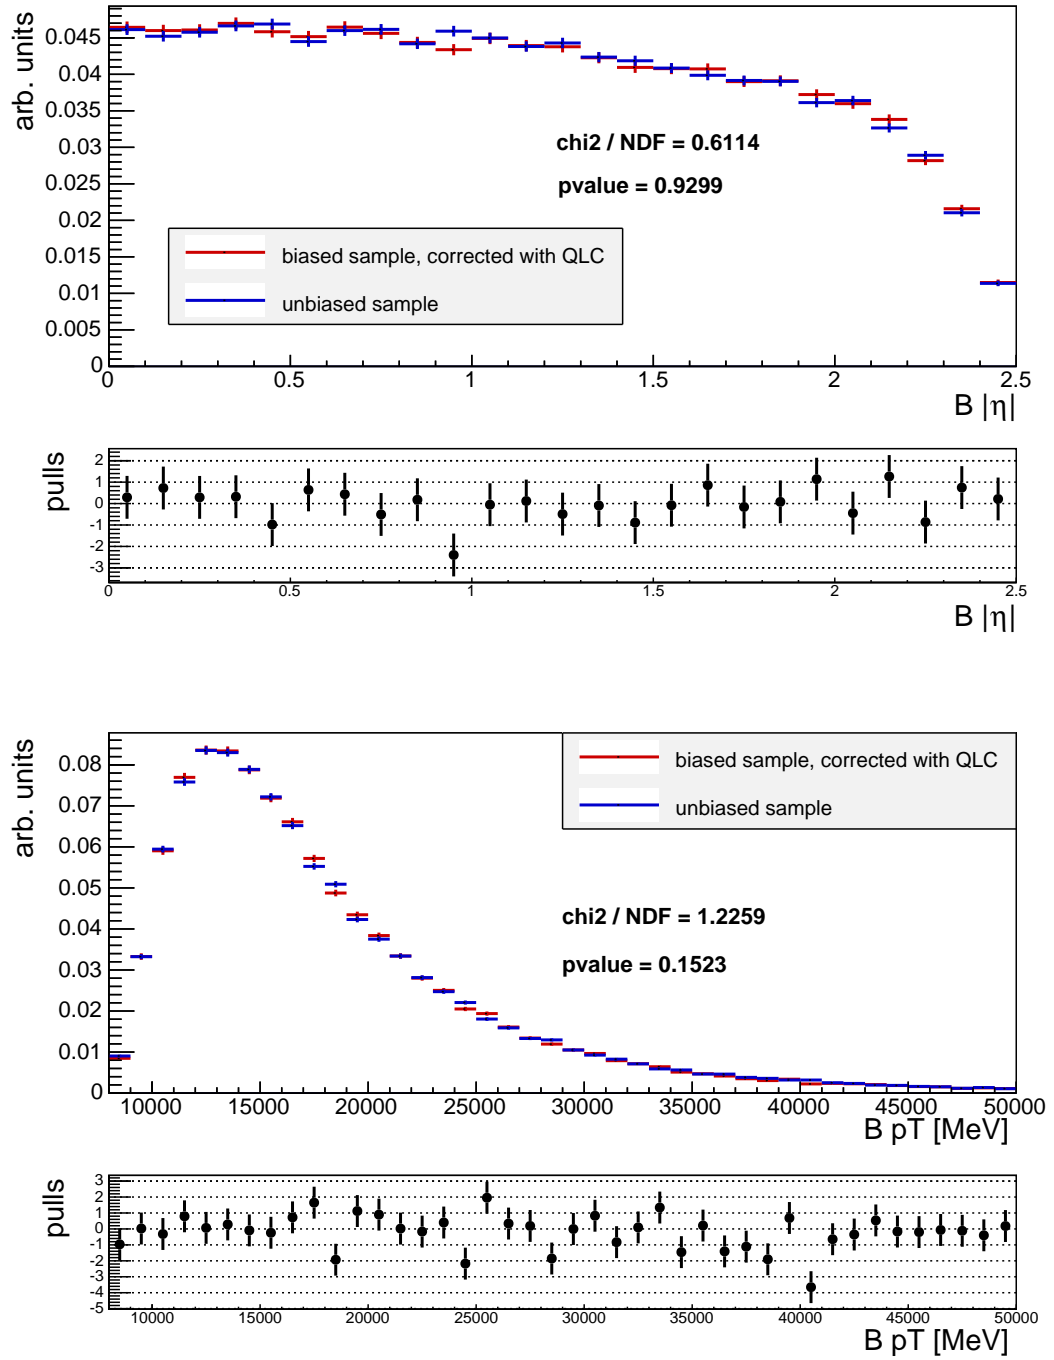 arb. units
0.045
0.04
0.035
0.03
0.025
0.02
0.015
0.01
0.005
0
chi2 / NDF = 0.6114
pvalue = 0.9299
biased sample, corrected with QLC
unbiased sample
0 0.5 1 1.5 2 2.5
B |η|
pulls
2
1
0
-1
-2
-3
0 0.5 1 1.5 2 2.5
B |η|
arb. units
0.08
0.07
0.06
0.05
0.04
0.03
0.02
0.01
0
biased sample, corrected with QLC
unbiased sample
chi2 / NDF = 1.2259
pvalue = 0.1523
10000 15000 20000 25000 30000 35000 40000 45000 50000
B pT [MeV]
pulls
3
2
1
0
-1
-2
-3
-4
-5
10000 15000 20000 25000 30000 35000 40000 45000 50000
B pT [MeV]